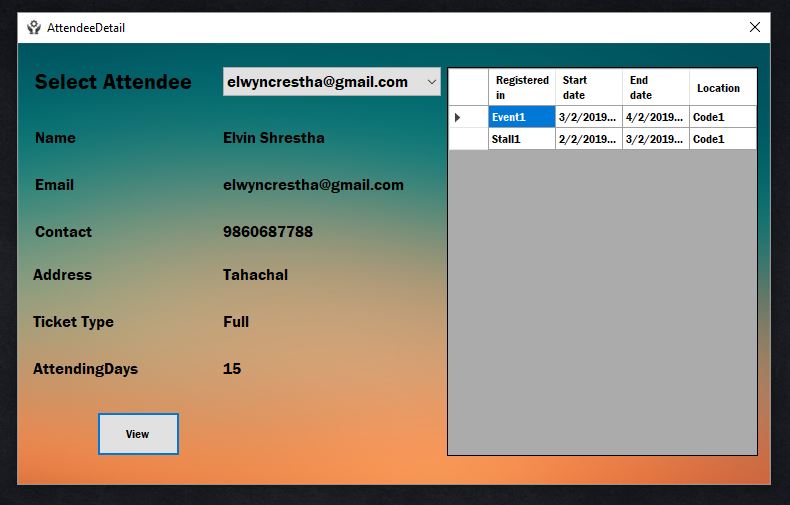 AttendeeDetail
Select Attendee elwyncrestha@gmail.com
Name Elvin Shrestha
Email elwyncrestha@gmail.com
Contact 9860687788
Address Tahachal
Ticket Type Full
AttendingDays 15
View
Registered in Start date End date Location
Event1 3/2/2019... 4/2/2019... Code1
Stall1 2/2/2019... 3/2/2019... Code1